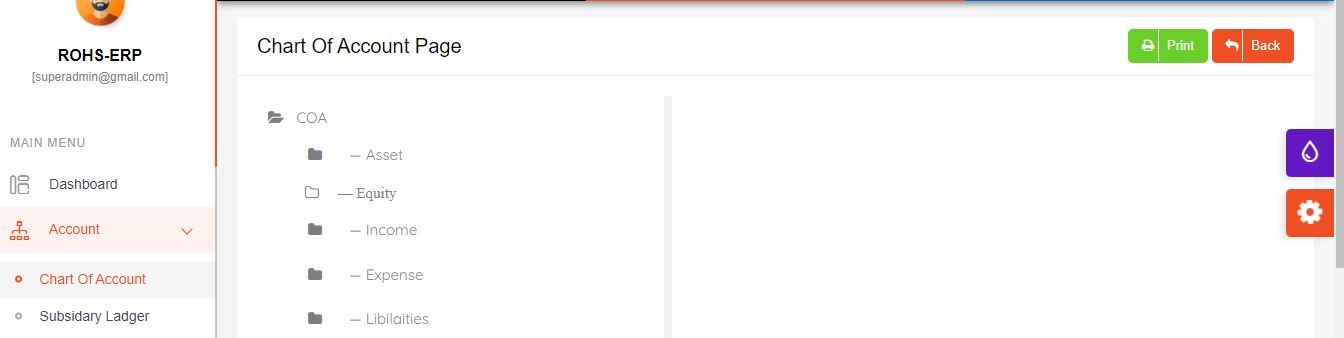 ROHS-ERP
[superadmin@gmail.com]
MAIN MENU
Dashboard
Account
Chart Of Account
Subsidary Ladger
Chart Of Account Page
Print
Back
COA
— Asset
— Equity
— Income
— Expense
— Libilaities